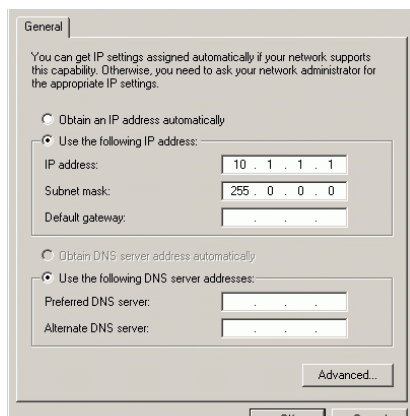 General
You can get IP settings assigned automatically if your network supports
this capability. Otherwise, you need to ask your network administrator for
the appropriate IP settings.
Obtain an IP address automatically
Use the following IP address:
IP address: 10 . 1 . 1 . 1
Subnet mask: 255 . 0 . 0 . 0
Default gateway: . . .
Obtain DNS server address automatically
Use the following DNS server addresses:
Preferred DNS server: . . .
Alternate DNS server: . . .
Advanced...